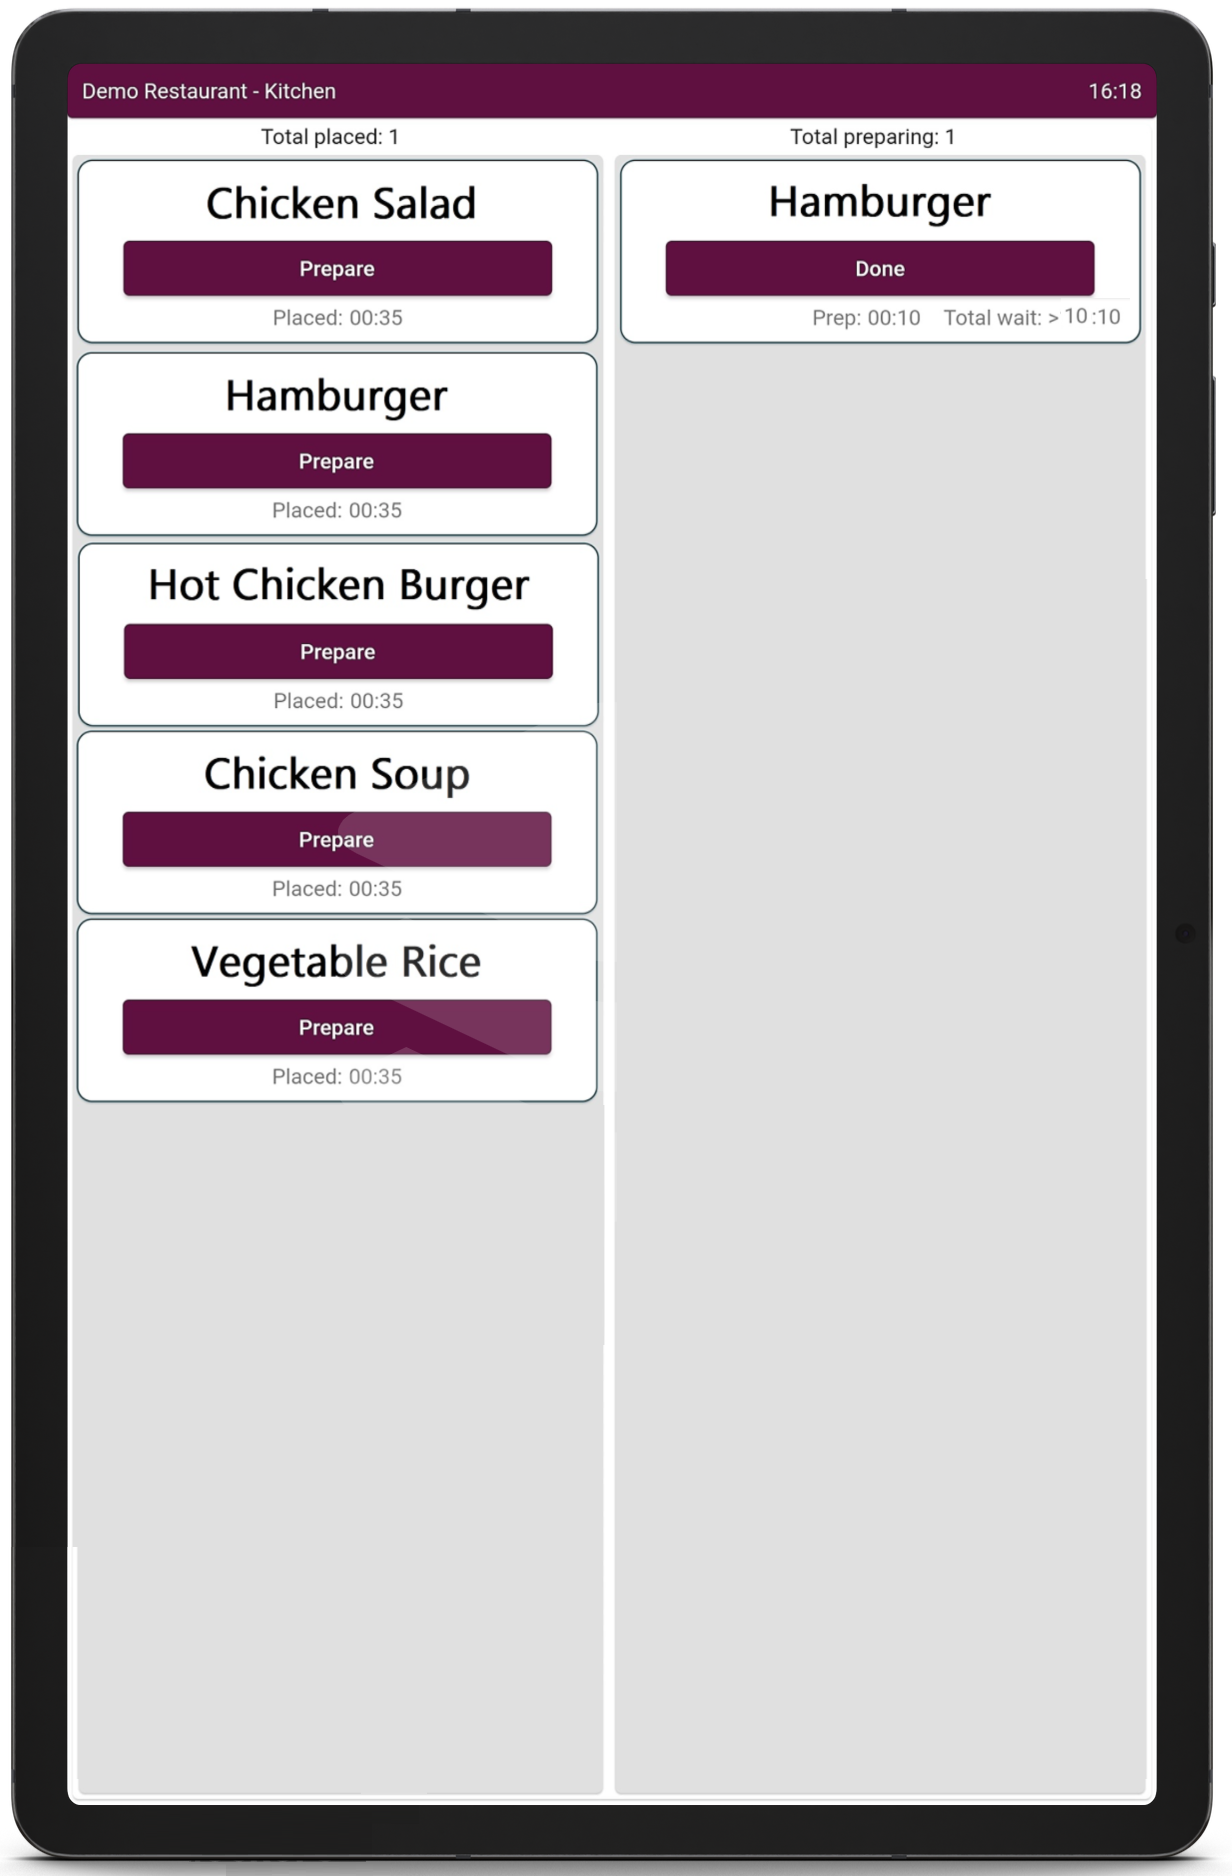 Demo Restaurant - Kitchen 16:18
Total placed: 1
Total preparing: 1
Chicken Salad
Prepare
Placed: 00:35
Hamburger
Prepare
Placed: 00:35
Hot Chicken Burger
Prepare
Placed: 00:35
Chicken Soup
Prepare
Placed: 00:35
Vegetable Rice
Prepare
Placed: 00:35
Hamburger
Done
Prep: 00:10 Total wait: > 10:10